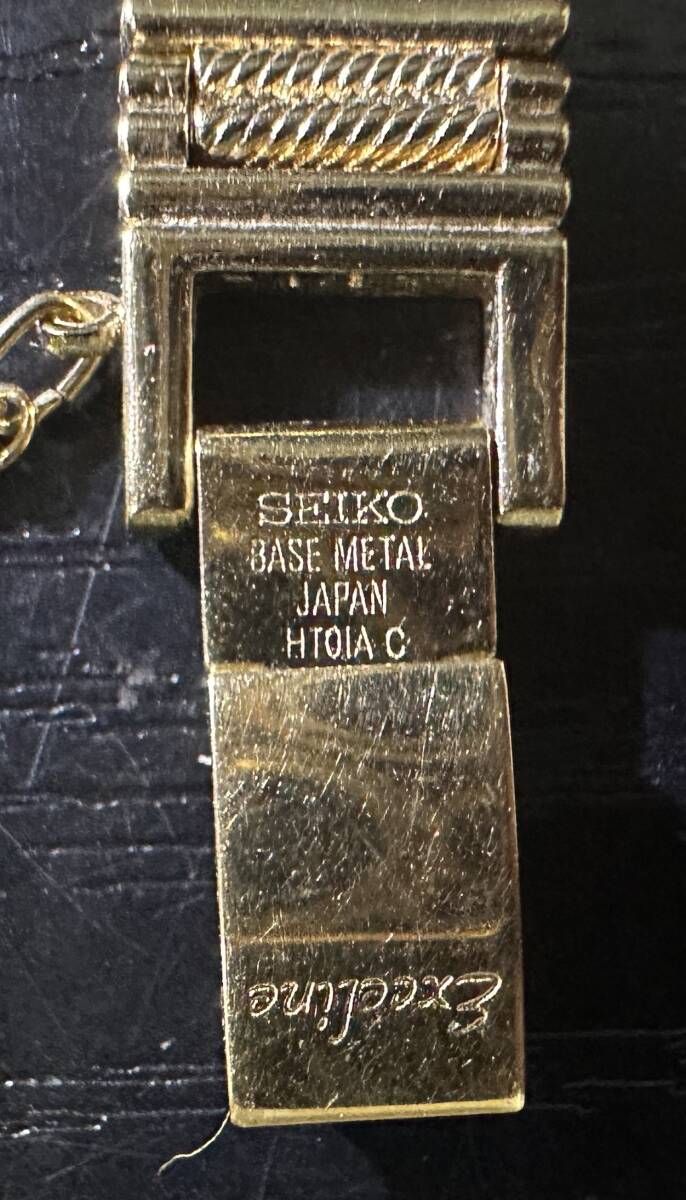 SEIKO
BASE METAL
JAPAN
HT01A C
Exceline